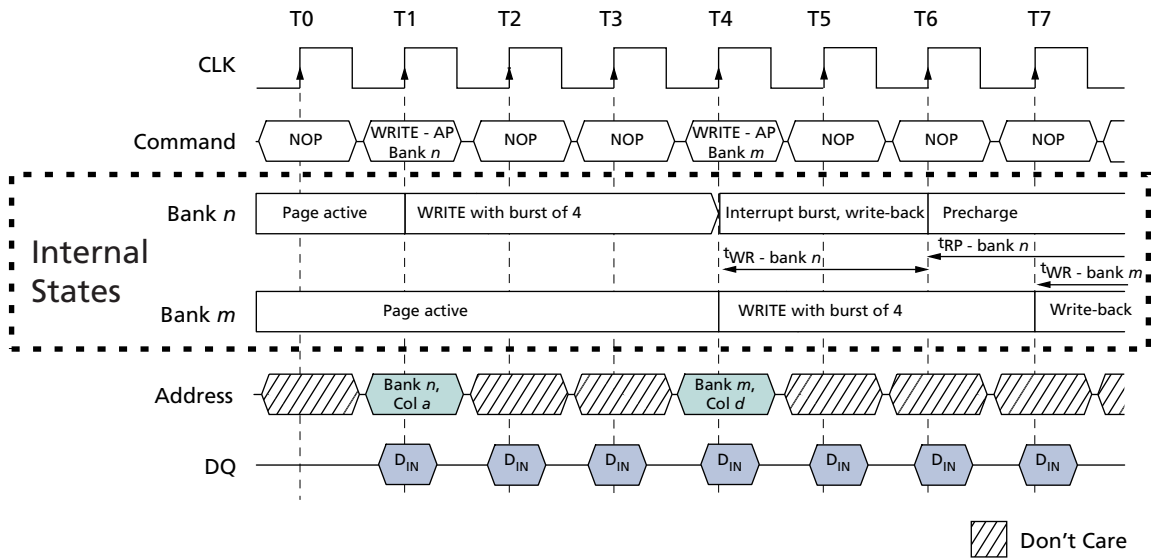 T0 T1 T2 T3 T4 T5 T6 T7
CLK
Command NOP WRITE - AP Bank n NOP NOP WRITE - AP Bank m NOP NOP NOP
Internal States
Bank n Page active WRITE with burst of 4 Interrupt burst, write-back Precharge
tWR - bank n tRP - bank n
tWR - bank m
Bank m Page active WRITE with burst of 4 Write-back
Address Bank n, Col a Bank m, Col d
DQ DIN DIN DIN DIN DIN DIN DIN
Don't Care